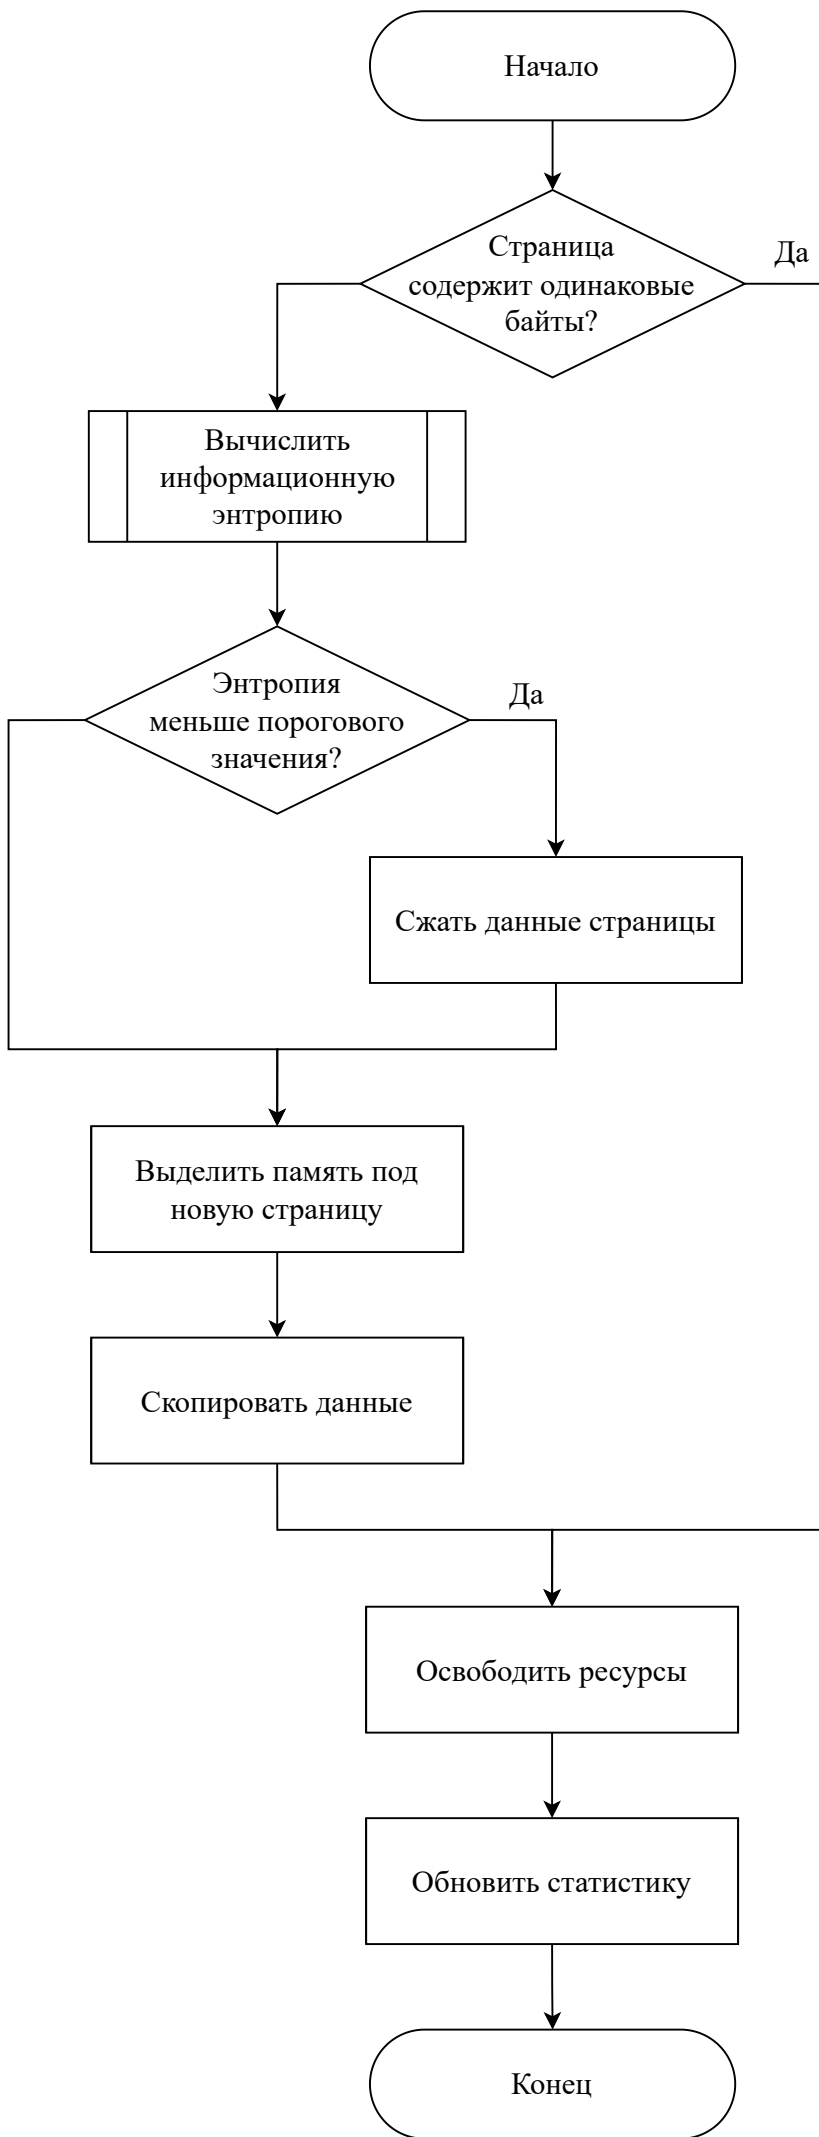 Начало
Страница
содержит одинаковые
байты?
Да
Вычислить
информационную
энтропию
Энтропия
меньше порогового
значения?
Да
Сжать данные страницы
Выделить память под
новую страницу
Скопировать данные
Освободить ресурсы
Обновить статистику
Конец